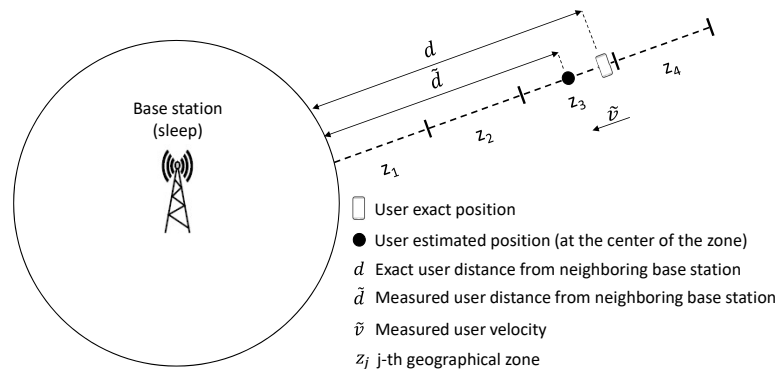 d
d̃
Base station
(sleep)
z₁
z₂
z₃
z₄
ṽ
User exact position
User estimated position (at the center of the zone)
d Exact user distance from neighboring base station
d̃ Measured user distance from neighboring base station
ṽ Measured user velocity
zⱼ j-th geographical zone